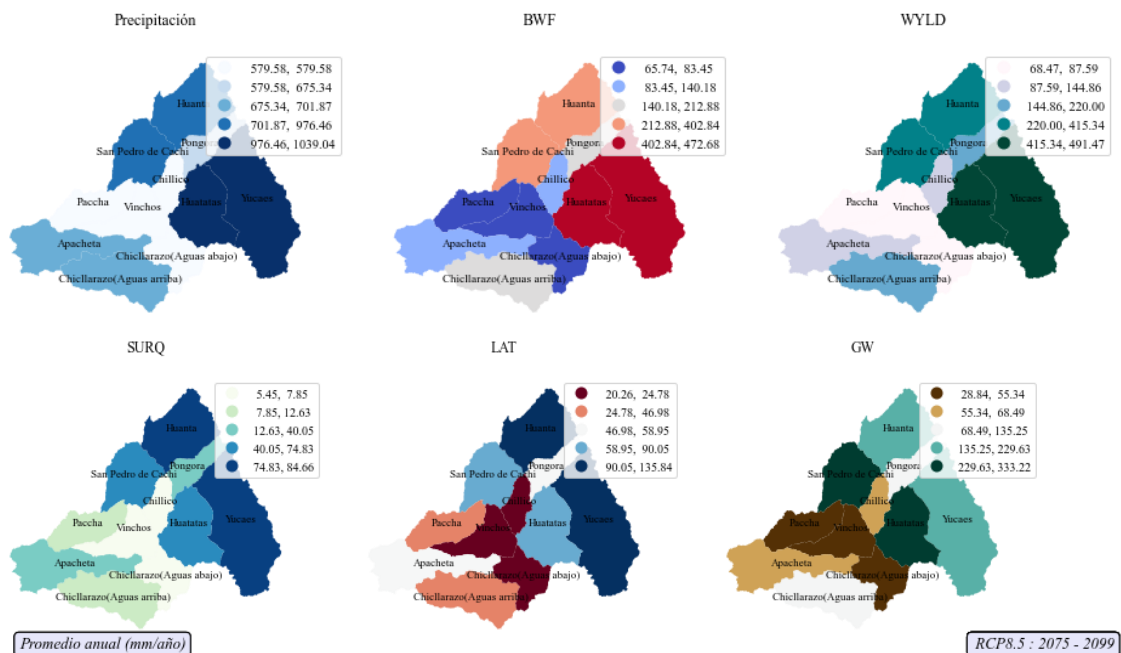 Precipitación
579.58, 579.58
579.58, 675.34
675.34, 701.87
701.87, 976.46
976.46, 1039.04
Huanta
Pongora
San Pedro de Cachi
Chillico
Paccha
Vinchos
Huatatas
Yucaes
Apacheta
Chicllarazo(Aguas abajo)
Chicllarazo(Aguas arriba)
BWF
65.74, 83.45
83.45, 140.18
140.18, 212.88
212.88, 402.84
402.84, 472.68
Huanta
Pongora
San Pedro de Cachi
Chillico
Paccha
Vinchos
Huatatas
Yucaes
Apacheta
Chicllarazo(Aguas abajo)
Chicllarazo(Aguas arriba)
WYLD
68.47, 87.59
87.59, 144.86
144.86, 220.00
220.00, 415.34
415.34, 491.47
Huanta
Pongora
San Pedro de Cachi
Chillico
Paccha
Vinchos
Huatatas
Yucaes
Apacheta
Chicllarazo(Aguas abajo)
Chicllarazo(Aguas arriba)
SURQ
5.45, 7.85
7.85, 12.63
12.63, 40.05
40.05, 74.83
74.83, 84.66
Huanta
Pongora
San Pedro de Cachi
Chillico
Paccha
Vinchos
Huatatas
Yucaes
Apacheta
Chicllarazo(Aguas abajo)
Chicllarazo(Aguas arriba)
LAT
20.26, 24.78
24.78, 46.98
46.98, 58.95
58.95, 90.05
90.05, 135.84
Huanta
Pongora
San Pedro de Cachi
Chillico
Paccha
Vinchos
Huatatas
Yucaes
Apacheta
Chicllarazo(Aguas abajo)
Chicllarazo(Aguas arriba)
GW
28.84, 55.34
55.34, 68.49
68.49, 135.25
135.25, 229.63
229.63, 333.22
Huanta
Pongora
San Pedro de Cachi
Chillico
Paccha
Vinchos
Huatatas
Yucaes
Apacheta
Chicllarazo(Aguas abajo)
Chicllarazo(Aguas arriba)
Promedio anual (mm/año)
RCP8.5 : 2075 - 2099